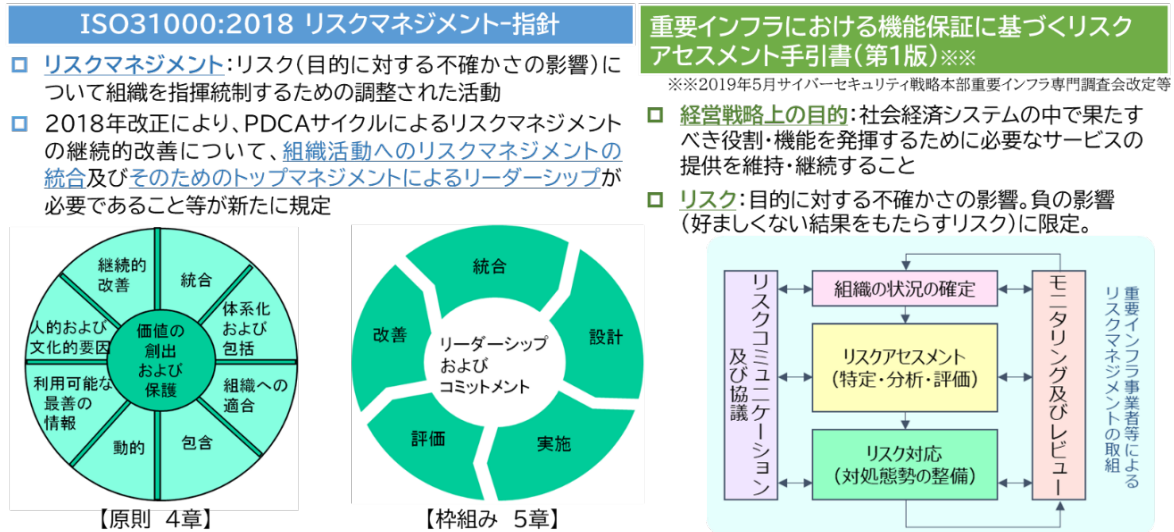 ISO31000:2018 リスクマネジメント-指針
リスクマネジメント:リスク(目的に対する不確かさの影響)に
ついて組織を指揮統制するための調整された活動
2018年改正により、PDCAサイクルによるリスクマネジメント
の継続的改善について、組織活動へのリスクマネジメントの
統合及びそのためのトップマネジメントによるリーダーシップが
必要であること等が新たに規定
継続的
改善
統合
体系化
および
包括
組織への
適合
包含
動的
利用可能な
最善の
情報
人的および
文化的要因
価値の
創出
および
保護
【原則 4章】
統合
設計
実施
評価
改善
リーダーシップ
および
コミットメント
【枠組み 5章】
重要インフラにおける機能保証に基づくリスク
アセスメント手引書(第1版)※※
※※2019年5月サイバーセキュリティ戦略本部重要インフラ専門調査会改定等
経営戦略上の目的:社会経済システムの中で果たす
べき役割・機能を発揮するために必要なサービスの
提供を維持・継続すること
リスク:目的に対する不確かさの影響。負の影響
(好ましくない結果をもたらすリスク)に限定。
リスクコミュニケーション
及び協議
組織の状況の確定
リスクアセスメント
(特定・分析・評価)
リスク対応
(対処態勢の整備)
モニタリング及びレビュー
重要インフラ事業者等による
リスクマネジメントの取組